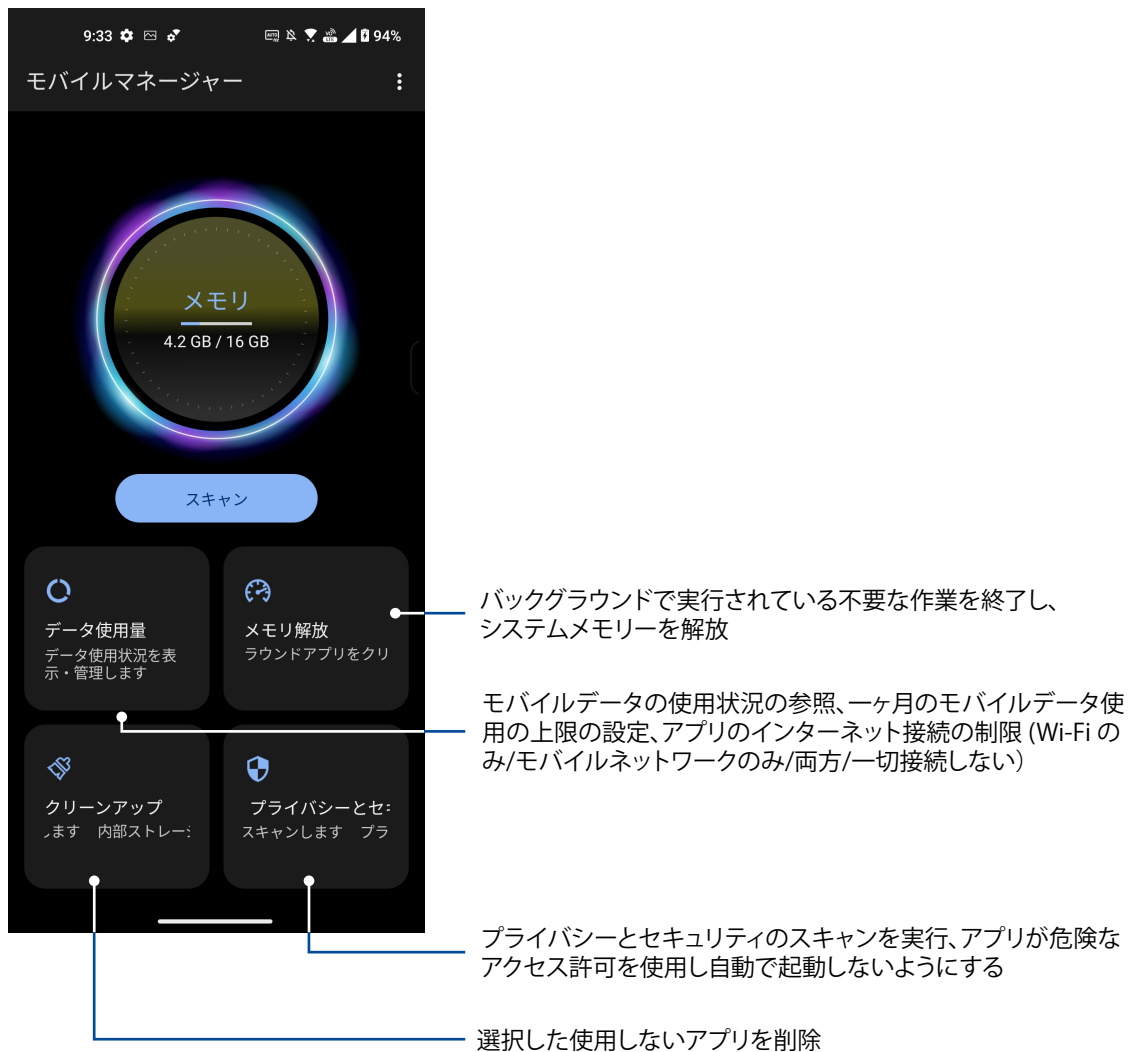 9:33
94%
モバイルマネージャー
メモリ
4.2 GB / 16 GB
スキャン
データ使用量
データ使用状況を表
示・管理します
メモリ解放
ラウンドアプリをクリ
クリーンアップ
します 内部ストレー
プライバシーとセ
スキャンします プラ
バックグラウンドで実行されている不要な作業を終了し、
システムメモリーを解放
モバイルデータの使用状況の参照、一ヶ月のモバイルデータ使
用の上限の設定、アプリのインターネット接続の制限 (Wi-Fi の
み/モバイルネットワークのみ/両方/一切接続しない）
プライバシーとセキュリティのスキャンを実行、アプリが危険な
アクセス許可を使用し自動で起動しないようにする
選択した使用しないアプリを削除